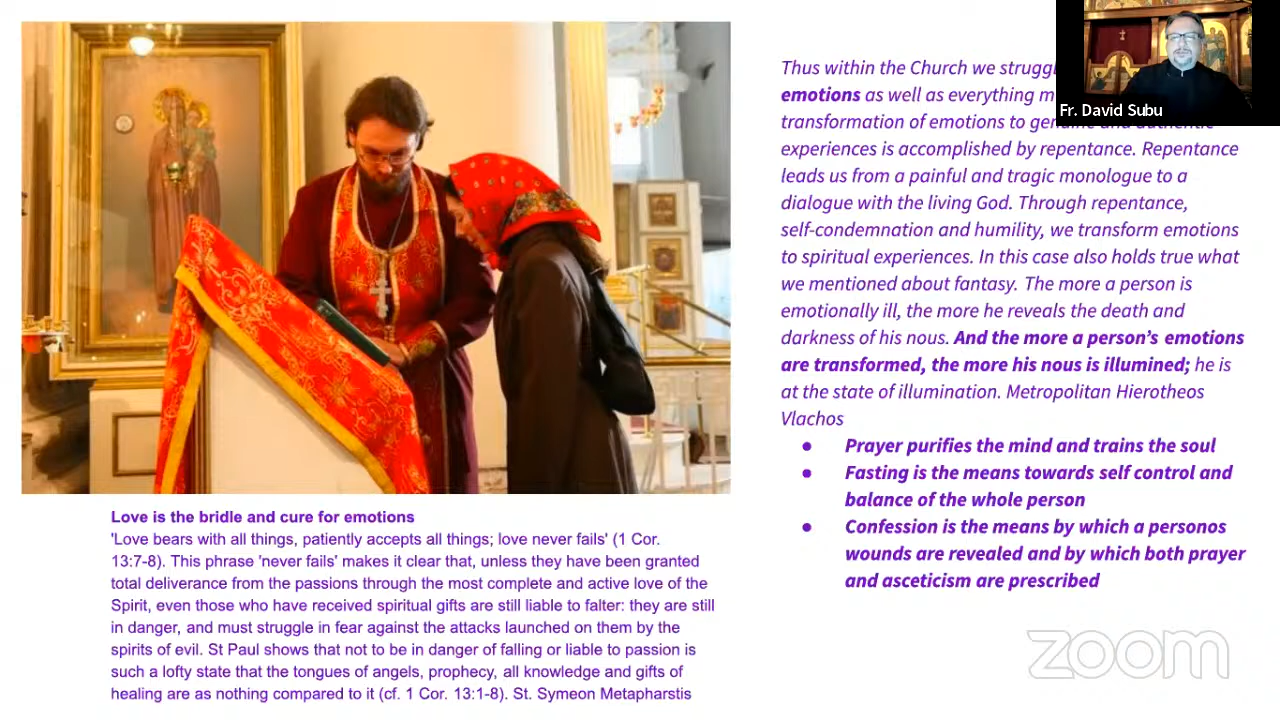 Thus within the Church we struggl
emotions as well as everything m
transformation of emotions to genuine and authentic
experiences is accomplished by repentance. Repentance
leads us from a painful and tragic monologue to a
dialogue with the living God. Through repentance,
self-condemnation and humility, we transform emotions
to spiritual experiences. In this case also holds true what
we mentioned about fantasy. The more a person is
emotionally ill, the more he reveals the death and
darkness of his nous. And the more a person’s emotions
are transformed, the more his nous is illumined; he is
at the state of illumination. Metropolitan Hierotheos
Vlachos
● Prayer purifies the mind and trains the soul
● Fasting is the means towards self control and
balance of the whole person
● Confession is the means by which a personos
wounds are revealed and by which both prayer
and asceticism are prescribed
Fr. David Subu
Love is the bridle and cure for emotions
'Love bears with all things, patiently accepts all things; love never fails' (1 Cor.
13:7-8). This phrase 'never fails' makes it clear that, unless they have been granted
total deliverance from the passions through the most complete and active love of the
Spirit, even those who have received spiritual gifts are still liable to falter: they are still
in danger, and must struggle in fear against the attacks launched on them by the
spirits of evil. St Paul shows that not to be in danger of falling or liable to passion is
such a lofty state that the tongues of angels, prophecy, all knowledge and gifts of
healing are as nothing compared to it (cf. 1 Cor. 13:1-8). St. Symeon Metapharstis
zoom